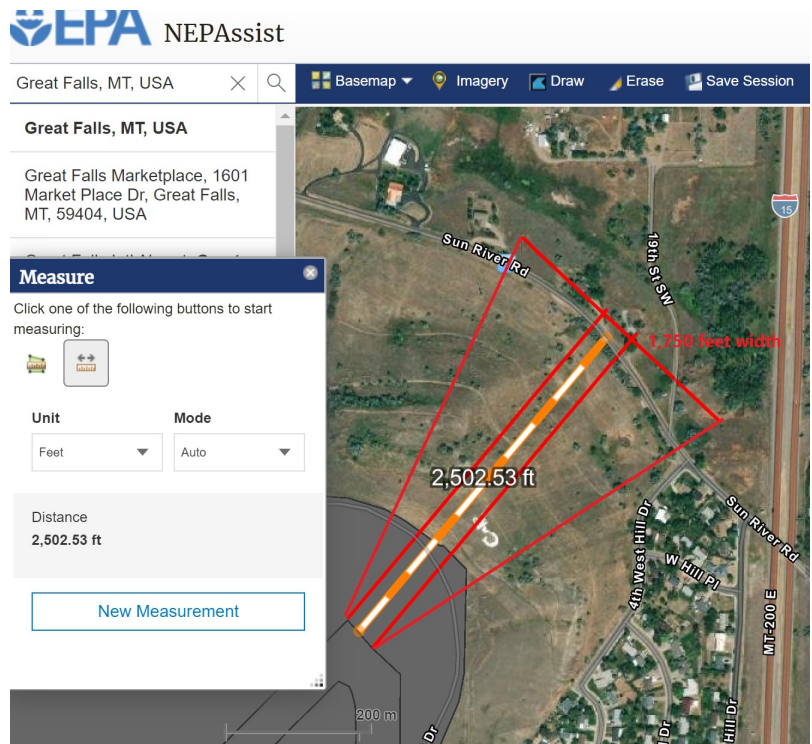 EPA NEPAssist
Great Falls, MT, USA
Basemap
Imagery
Draw
Erase
Save Session
Great Falls, MT, USA
Great Falls Marketplace, 1601
Market Place Dr, Great Falls,
MT, 59404, USA
Measure
Click one of the following buttons to start
measuring:
Unit
Mode
Feet
Auto
Distance
2,502.53 ft
New Measurement
Sun River Rd
19th St SW
15
1,750 feet width
2,502.53 ft
Sun River Rd
4th West Hill Dr
W Hill Pl
MT-200 E
200 m
Dr
Dr
Hill Dr